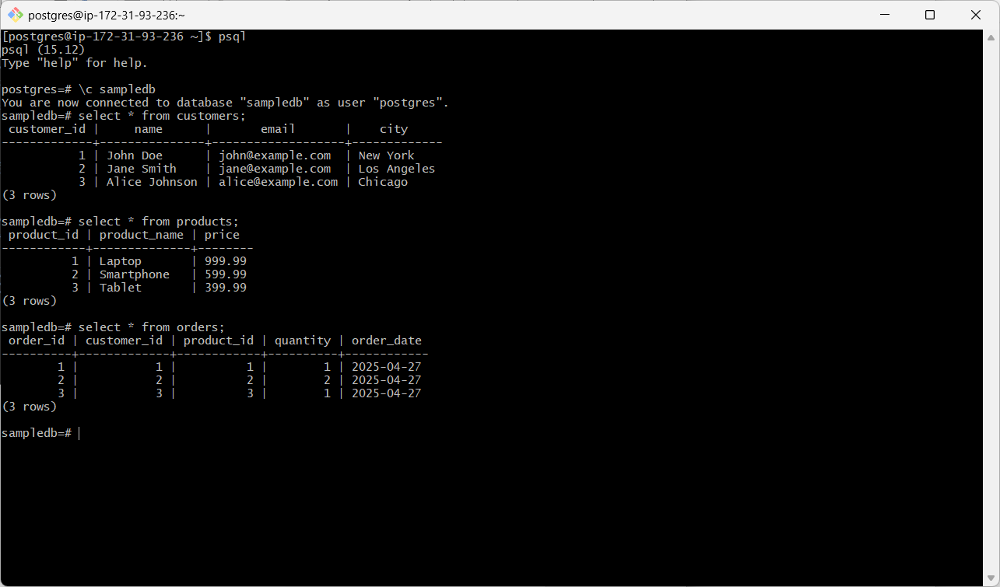 postgres@ip-172-31-93-236:~
[postgres@ip-172-31-93-236 ~]$ psql
psql (15.12)
Type "help" for help.
postgres=# \c sampledb
You are now connected to database "sampledb" as user "postgres".
sampledb=# select * from customers;
 customer_id |     name      |       email       |    city
-------------+---------------+-------------------+-------------
           1 | John Doe      | john@example.com  | New York
           2 | Jane Smith    | jane@example.com  | Los Angeles
           3 | Alice Johnson | alice@example.com | Chicago
(3 rows)
sampledb=# select * from products;
 product_id | product_name | price
------------+--------------+--------
          1 | Laptop       | 999.99
          2 | Smartphone   | 599.99
          3 | Tablet       | 399.99
(3 rows)
sampledb=# select * from orders;
 order_id | customer_id | product_id | quantity | order_date
----------+-------------+------------+----------+------------
        1 |           1 |          1 |        1 | 2025-04-27
        2 |           2 |          2 |        2 | 2025-04-27
        3 |           3 |          3 |        1 | 2025-04-27
(3 rows)
sampledb=#